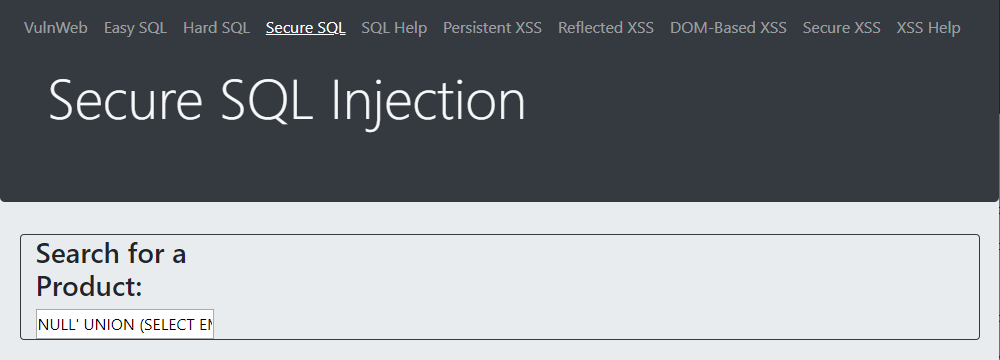 VulnWeb Easy SQL Hard SQL Secure SQL SQL Help Persistent XSS Reflected XSS DOM-Based XSS Secure XSS XSS Help
Secure SQL Injection
Search for a
Product:
NULL' UNION (SELECT